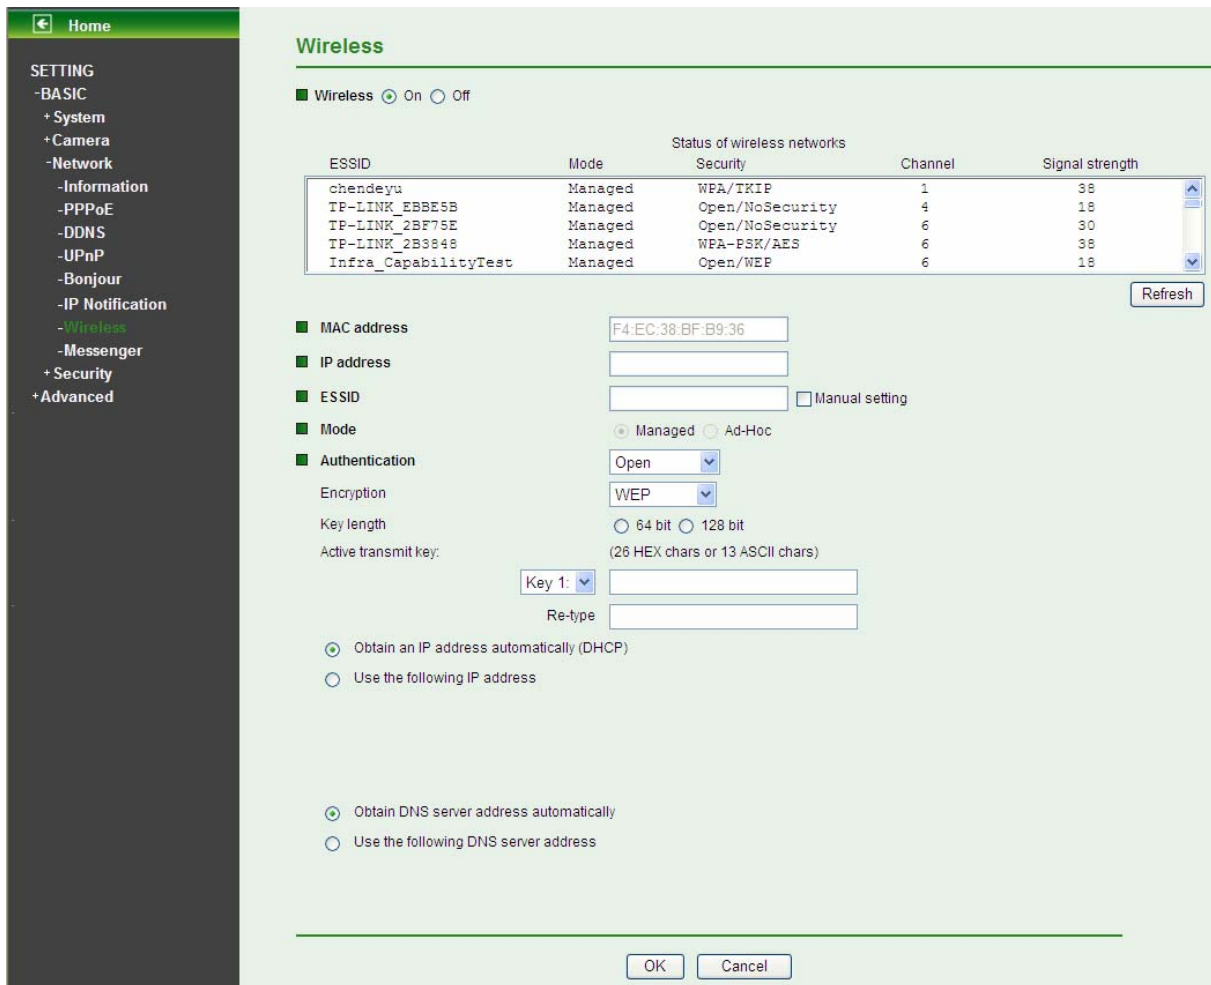 Home
SETTING
-BASIC
+System
+Camera
-Network
-Information
-PPPoE
-DDNS
-UPnP
-Bonjour
-IP Notification
-Wireless
-Messenger
+Security
+Advanced
Wireless
Wireless On Off
Status of wireless networks
ESSID Mode Security Channel Signal strength
chendeyu Managed WPA/TKIP 1 38
TP-LINK_EBBE5B Managed Open/NoSecurity 4 18
TP-LINK_2BF75E Managed Open/NoSecurity 6 30
TP-LINK_2B3848 Managed WPA-PSK/AES 6 38
Infra_CapabilityTest Managed Open/WEP 6 18
Refresh
MAC address F4:EC:38:BF:B9:36
IP address
ESSID Manual setting
Mode Managed Ad-Hoc
Authentication Open
Encryption WEP
Key length 64 bit 128 bit
Active transmit key: (26 HEX chars or 13 ASCII chars)
Key 1:
Re-type
Obtain an IP address automatically (DHCP)
Use the following IP address
Obtain DNS server address automatically
Use the following DNS server address
OK Cancel